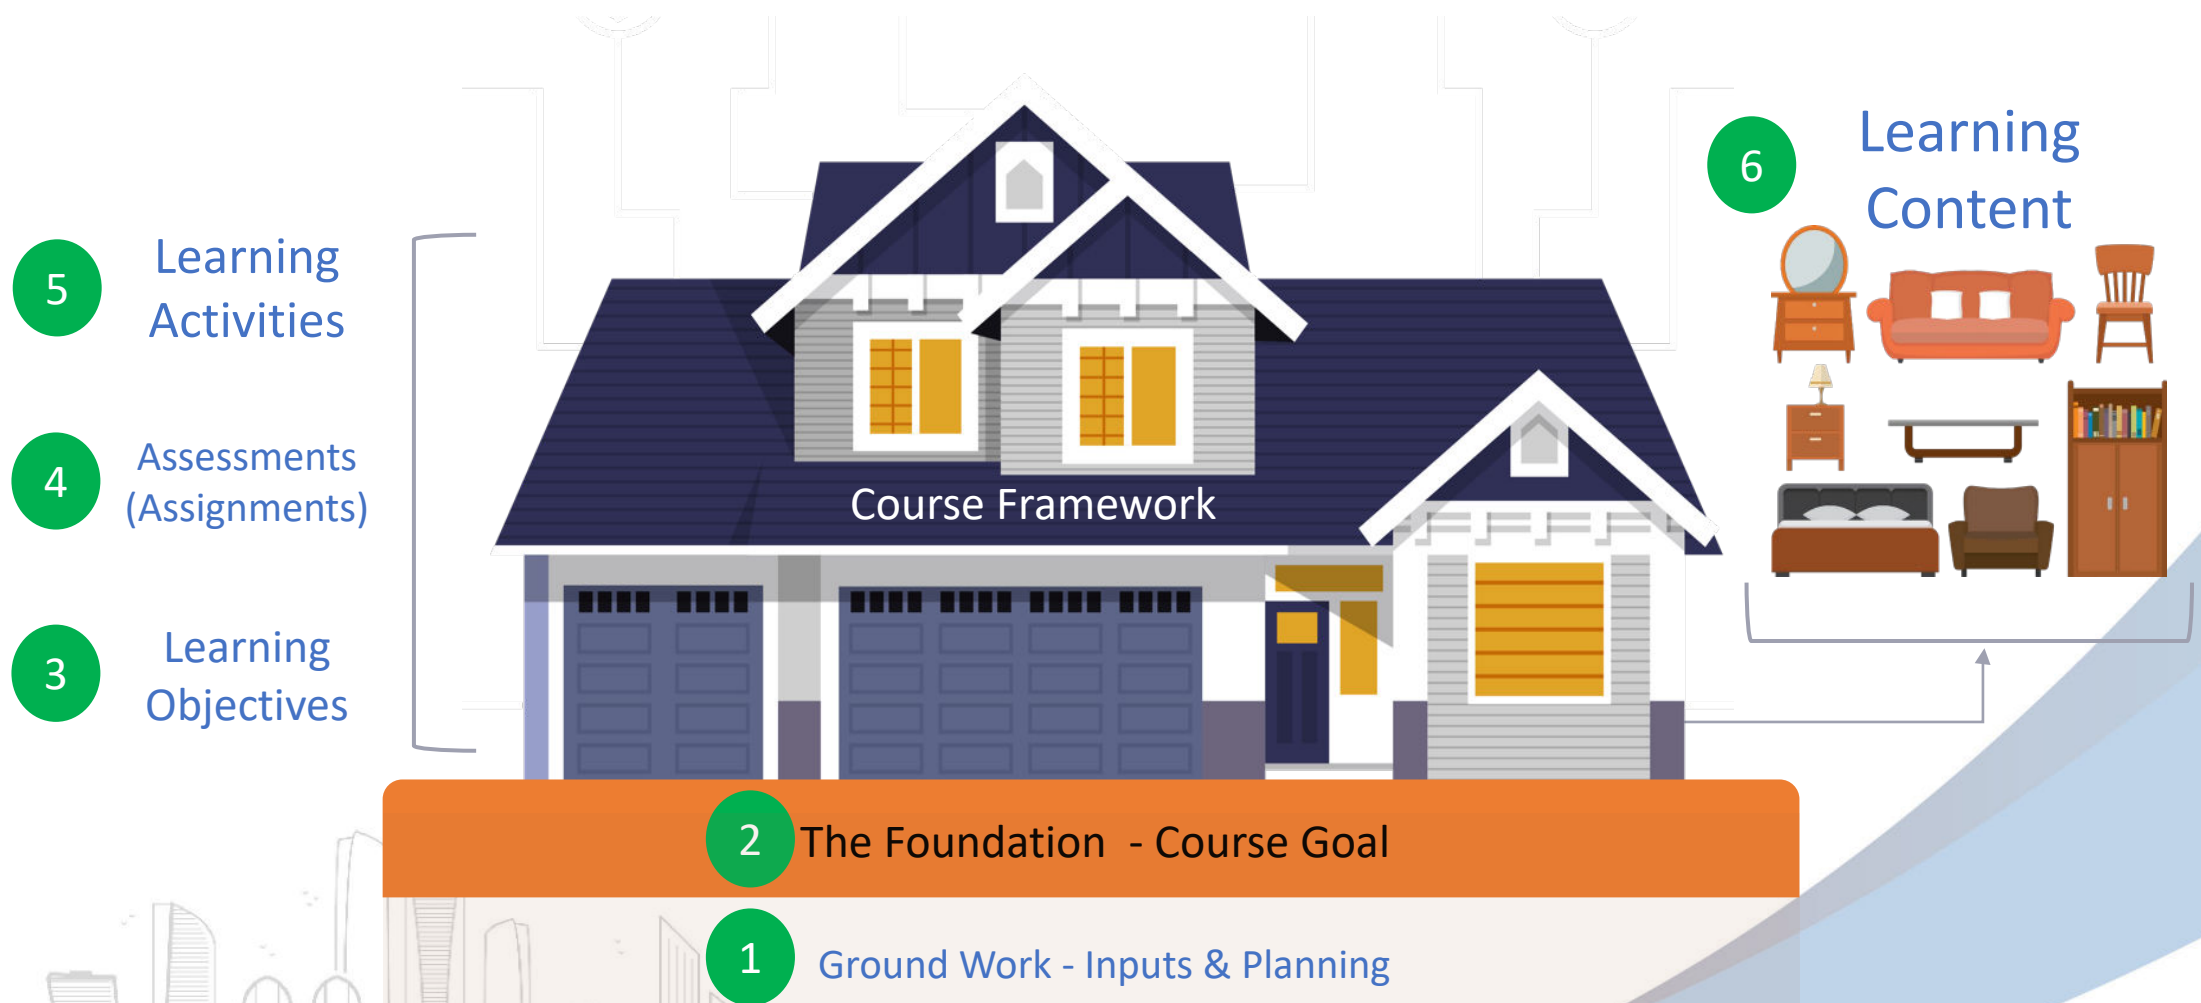 6
Learning
Content
5
Learning
Activities
4
Assessments
(Assignments)
Course Framework
3
Learning
Objectives
2
The Foundation - Course Goal
1
Ground Work - Inputs & Planning